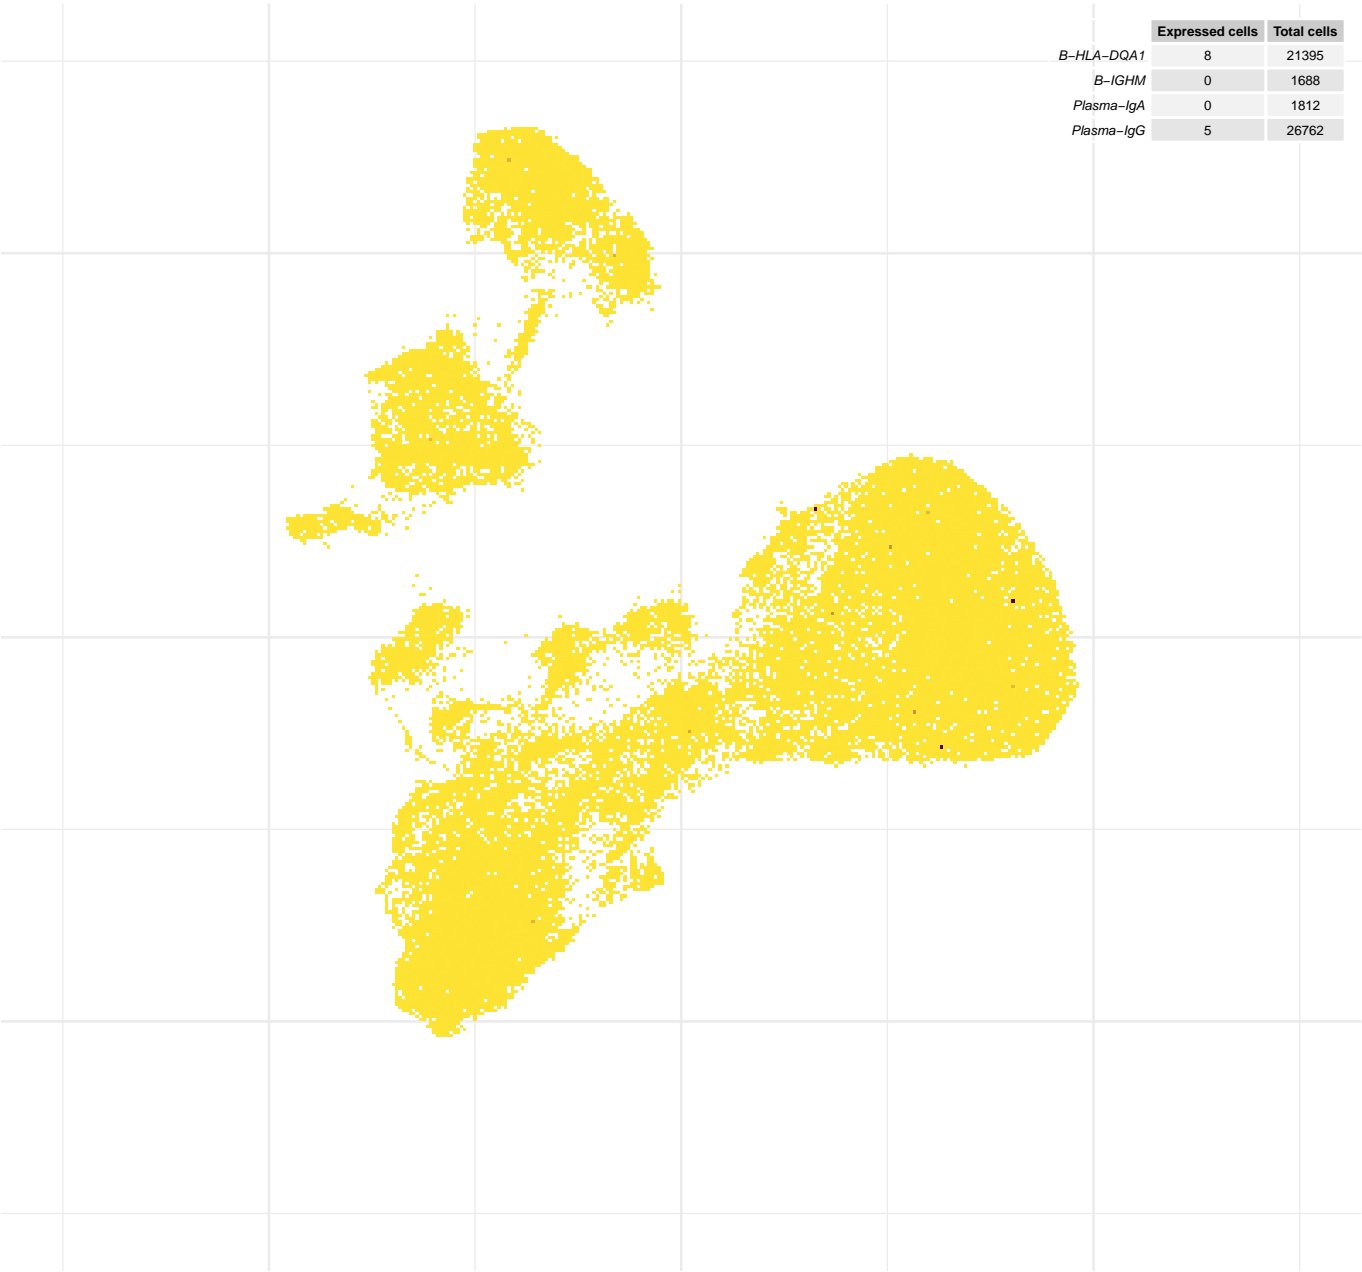 Expressed cells Total cells
B−HLA−DQA1 8 21395
B−IGHM 0 1688
Plasma−IgA 0 1812
Plasma−IgG 5 26762